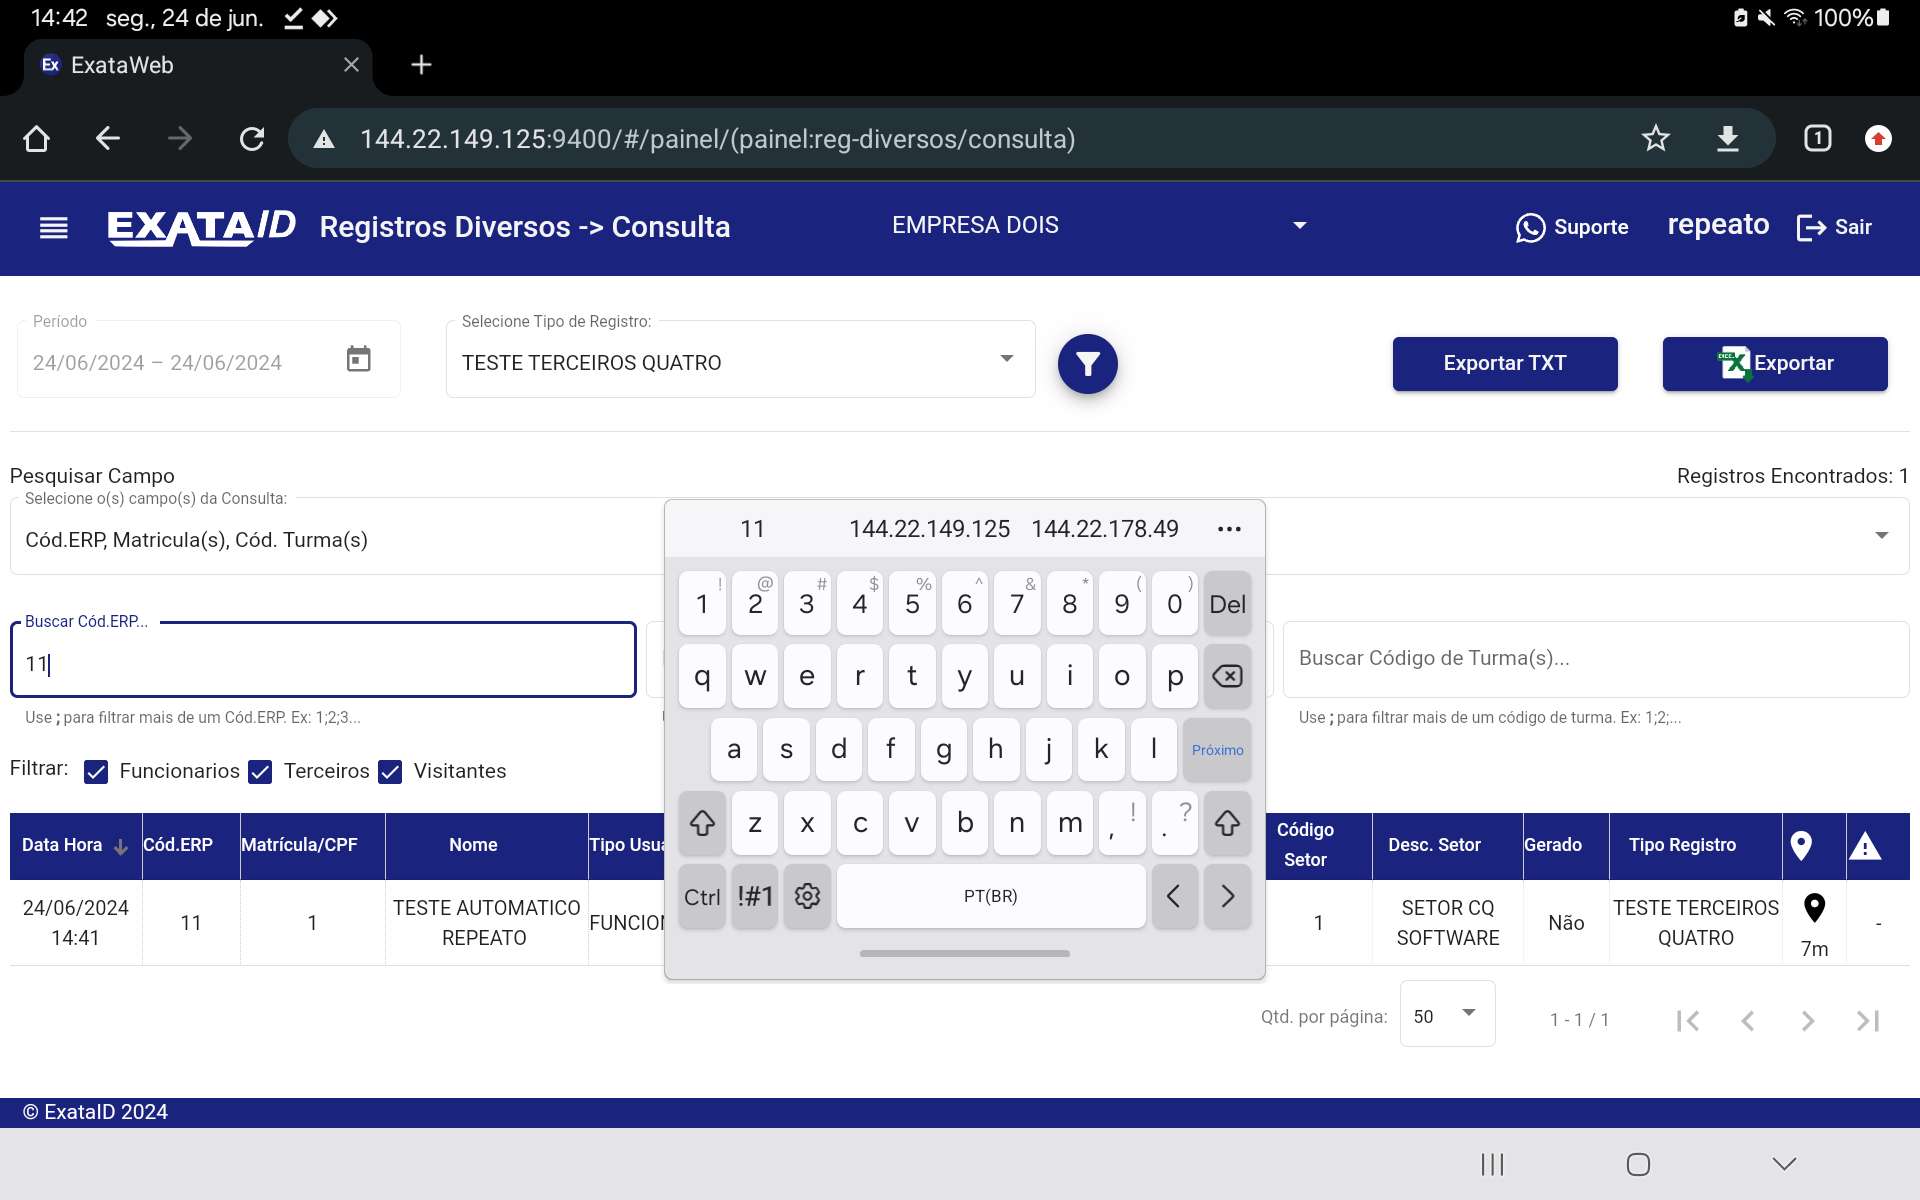 14:42 seg., 24 de jun. 100%
Ex ExataWeb
144.22.149.125:9400/#/painel/(painel:reg-diversos/consulta) 1
EXATA/D Registros Diversos -> Consulta EMPRESA DOIS Suporte repeato Sair
Período Selecione Tipo de Registro:
24/06/2024 – 24/06/2024 TESTE TERCEIROS QUATRO Exportar TXT Exportar
Pesquisar Campo Registros Encontrados: 1
Selecione o(s) campo(s) da Consulta:
Cód.ERP, Matricula(s), Cód. Turma(s)
11 144.22.149.125 144.22.178.49 •••
! @ # $ % ^ & * ( )
1 2 3 4 5 6 7 8 9 0 Del
Buscar Cód.ERP...
11 Buscar Código de Turma(s)...
q w e r t y u i o p
Use ; para filtrar mais de um Cód.ERP. Ex: 1;2;3... Use ; para filtrar mais de um código de turma. Ex: 1;2;...
a s d f g h j k l Próximo
Filtrar: Funcionarios Terceiros Visitantes
z x c v b n m , ! . ?
Data Hora Cód.ERP Matrícula/CPF Nome Tipo Usua Código Setor Desc. Setor Gerado Tipo Registro
Ctrl !#1 PT(BR) < >
24/06/2024 14:41 11 1 TESTE AUTOMATICO REPEATO FUNCION 1 SETOR CQ SOFTWARE Não TESTE TERCEIROS QUATRO 7m -
Qtd. por página: 50 1 - 1 / 1
© ExataID 2024